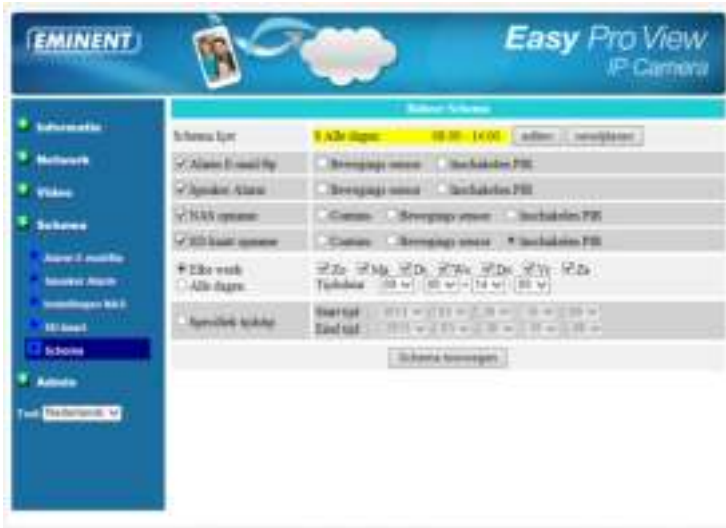 EMINENT
Easy Pro View
IP Camera
Beheer Schema
Informatie
Netwerk
Video
Schema
Alarm E-mail/ftp
Speaker Alarm
Instellingen NAS
SD-kaart
Schema
Admin
Taal Nederlands
Schema lijst
Alle dagen 08:00 - 14:00
verwijderen
Alarm E-mail/ftp Bewegings sensor Inschakelen PIR
Speaker Alarm Bewegings sensor Inschakelen PIR
NAS opname Continu Bewegings sensor Inschakelen PIR
SD kaart opname Continu Bewegings sensor Inschakelen PIR
Elke week Zo Ma Di Wo Do Vr Za
Alle dagen Tijdsduur 08 00 - 14 00
Specifiek tijdstip Start tijd
Eind tijd
Schema toevoegen